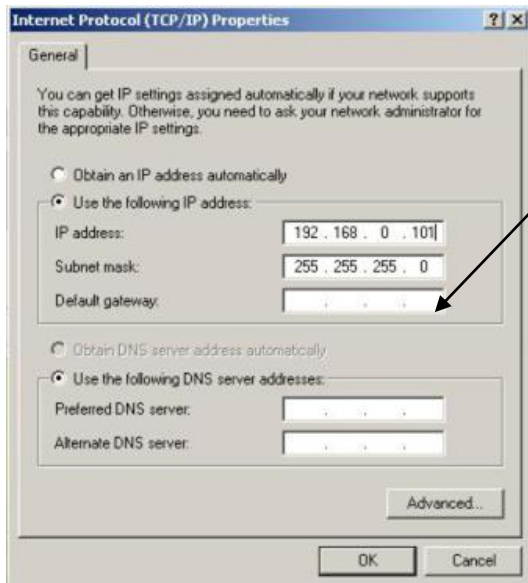 Internet Protocol (TCP/IP) Properties
General
You can get IP settings assigned automatically if your network supports
this capability. Otherwise, you need to ask your network administrator for
the appropriate IP settings.
Obtain an IP address automatically
Use the following IP address:
IP address: 192 . 168 . 0 . 101
Subnet mask: 255 . 255 . 255 . 0
Default gateway: . . .
Obtain DNS server address automatically
Use the following DNS server addresses:
Preferred DNS server: . . .
Alternate DNS server: . . .
Advanced...
OK Cancel